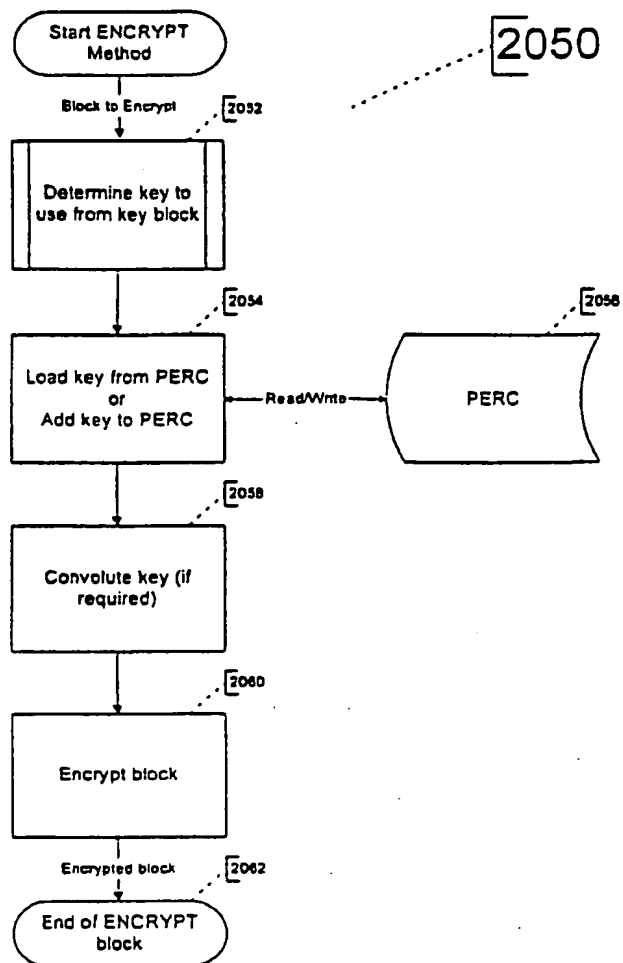 Start ENCRYPT
Method
2050
Block to Encrypt
2052
Determine key to
use from key block
2054
2056
Load key from PERC
or
Add key to PERC
Read/Write
PERC
2058
Convolute key (if
required)
2060
Encrypt block
Encrypted block
2062
End of ENCRYPT
block